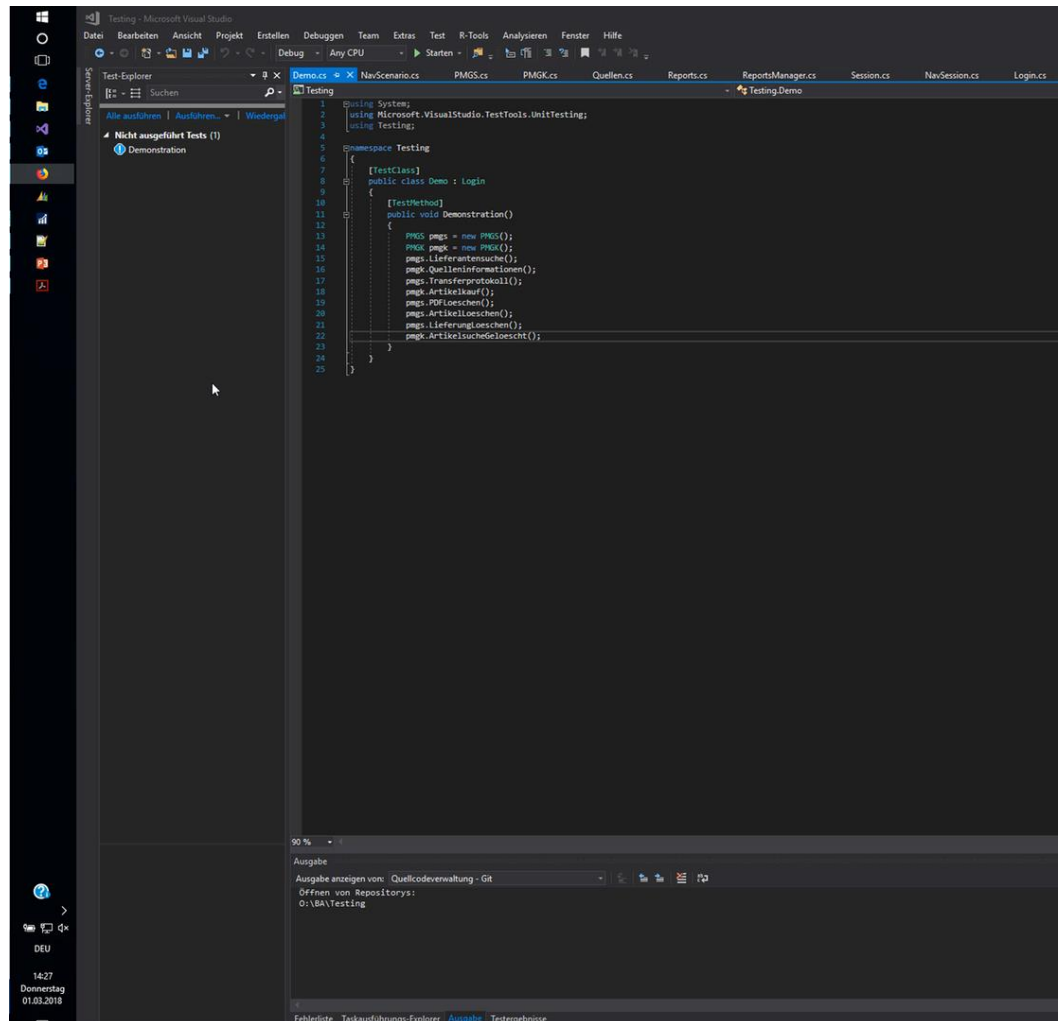 Testing - Microsoft Visual Studio
Datei Bearbeiten Ansicht Projekt Erstellen Debuggen Team Extras Test R-Tools Analysieren Fenster Hilfe
Debug Any CPU Starten
Server-Explorer
Test-Explorer
Suchen
Alle ausführen | Ausführen... | Wiedergal
Nicht ausgeführt Tests (1)
Demonstration
Demo.cs NavScenario.cs PMGS.cs PMGK.cs Quellen.cs Reports.cs ReportsManager.cs Session.cs NavSession.cs Login.cs
Testing Testing.Demo
1 using System;
2 using Microsoft.VisualStudio.TestTools.UnitTesting;
3 using Testing;
4
5 namespace Testing
6 {
7 [TestClass]
8 public class Demo : Login
9 {
10 [TestMethod]
11 public void Demonstration()
12 {
13 PMGS pmgs = new PMGS();
14 PMGK pmgk = new PMGK();
15 pmgs.Lieferantensuche();
16 pmgk.Quelleninformationen();
17 pmgs.Transferprotokoll();
18 pmgk.Artikelkauf();
19 pmgs.PDFLoeschen();
20 pmgs.ArtikelLoeschen();
21 pmgs.LieferungLoeschen();
22 pmgk.ArtikelsucheGeloescht();
23 }
24 }
25 }
90 %
Ausgabe
Ausgabe anzeigen von: Quellcodeverwaltung - Git
Öffnen von Repositorys:
O:\BA\Testing
Fehlerliste Taskausführungs-Explorer Ausgabe Testergebnisse
DEU
14:27
Donnerstag
01.03.2018